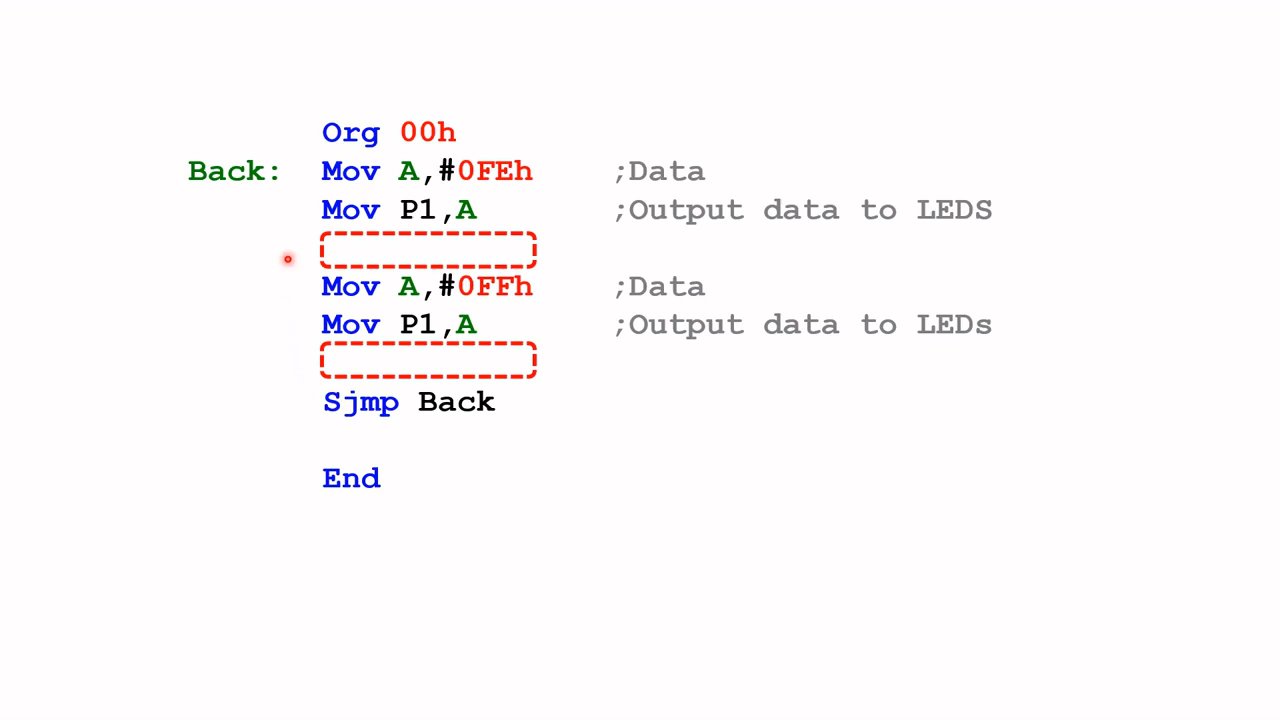 Org 00h
Back: Mov A,#0FEh ;Data
Mov P1,A ;Output data to LEDS
Mov A,#0FFh ;Data
Mov P1,A ;Output data to LEDs
Sjmp Back
End